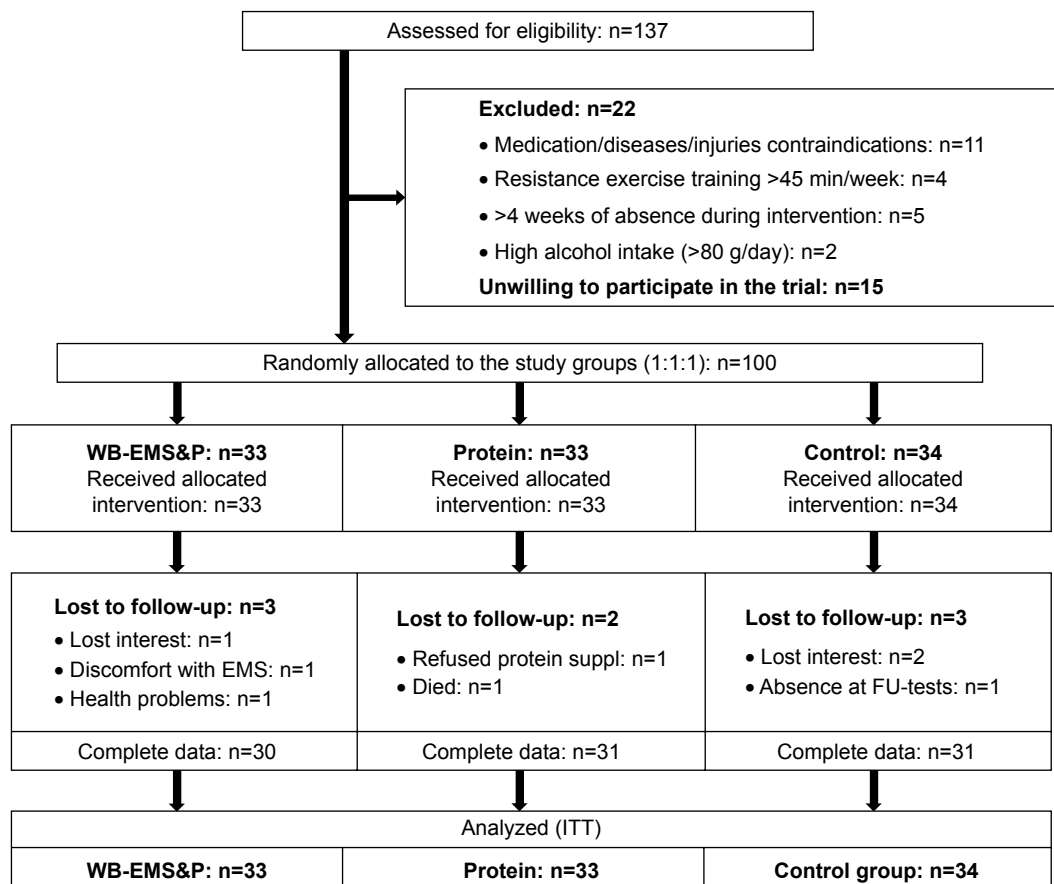 Assessed for eligibility: n=137
Excluded: n=22
• Medication/diseases/injuries contraindications: n=11
• Resistance exercise training >45 min/week: n=4
• >4 weeks of absence during intervention: n=5
• High alcohol intake (>80 g/day): n=2
Unwilling to participate in the trial: n=15
Randomly allocated to the study groups (1:1:1): n=100
WB-EMS&P: n=33
Received allocated
intervention: n=33
Protein: n=33
Received allocated
intervention: n=33
Control: n=34
Received allocated
intervention: n=34
Lost to follow-up: n=3
• Lost interest: n=1
• Discomfort with EMS: n=1
• Health problems: n=1
Complete data: n=30
Lost to follow-up: n=2
• Refused protein suppl: n=1
• Died: n=1
Complete data: n=31
Lost to follow-up: n=3
• Lost interest: n=2
• Absence at FU-tests: n=1
Complete data: n=31
Analyzed (ITT)
WB-EMS&P: n=33
Protein: n=33
Control group: n=34